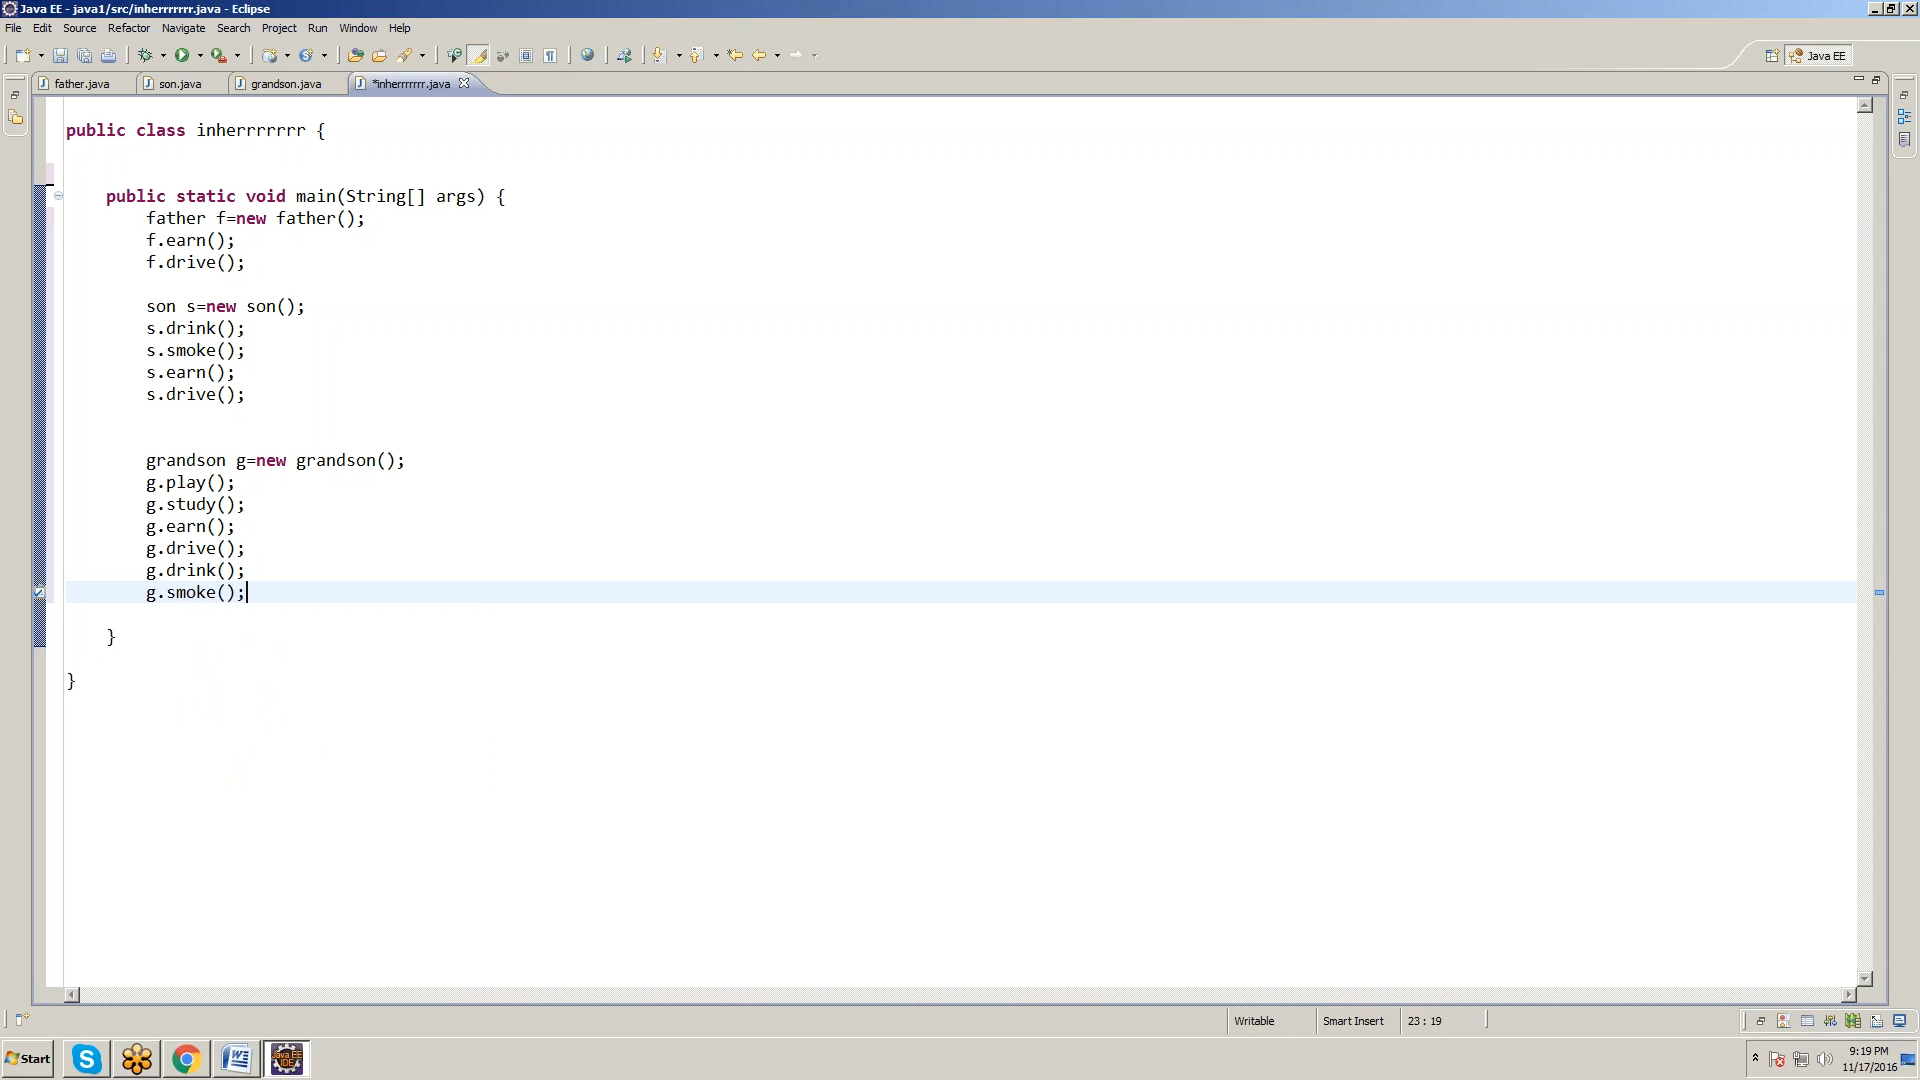 Java EE - java1/src/inherrrrrrr.java - Eclipse
File Edit Source Refactor Navigate Search Project Run Window Help
Java EE
father.java son.java grandson.java *inherrrrrrr.java
public class inherrrrrrr {
public static void main(String[] args) {
father f=new father();
f.earn();
f.drive();
son s=new son();
s.drink();
s.smoke();
s.earn();
s.drive();
grandson g=new grandson();
g.play();
g.study();
g.earn();
g.drive();
g.drink();
g.smoke();
}
}
Writable Smart Insert 23 : 19
Start
Java EE
IDE
9:19 PM
11/17/2016